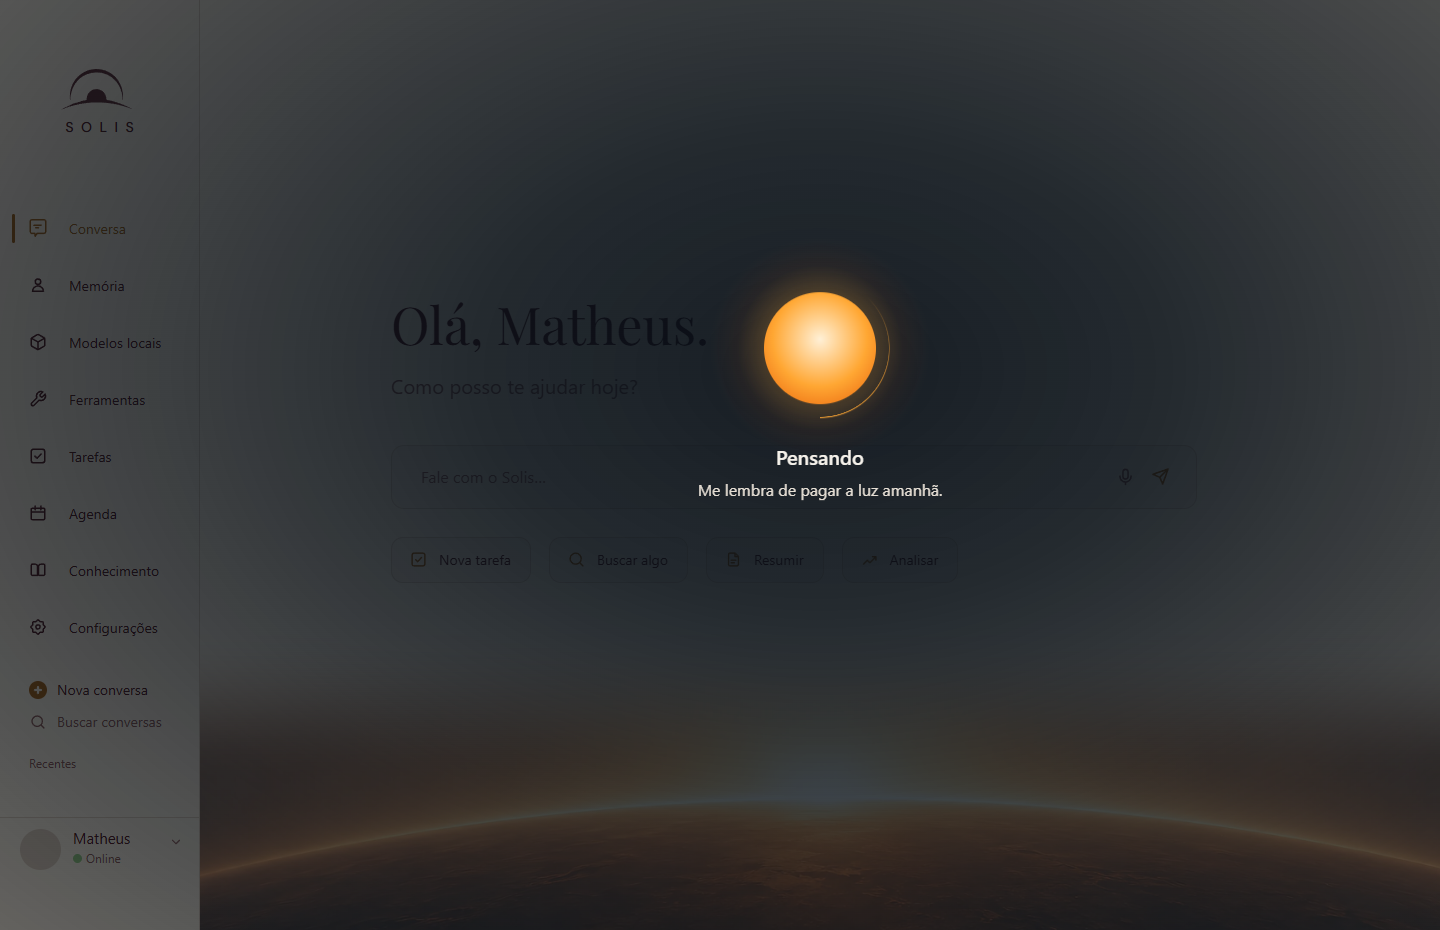 SOLIS
Conversa
Memória
Modelos locais
Ferramentas
Tarefas
Agenda
Conhecimento
Configurações
Nova conversa
Buscar conversas
Recentes
Matheus
Online
Olá, Matheus.
Como posso te ajudar hoje?
Pensando
Fale com o Solis...
Me lembra de pagar a luz amanhã.
Nova tarefa
Buscar algo
Resumir
Analisar